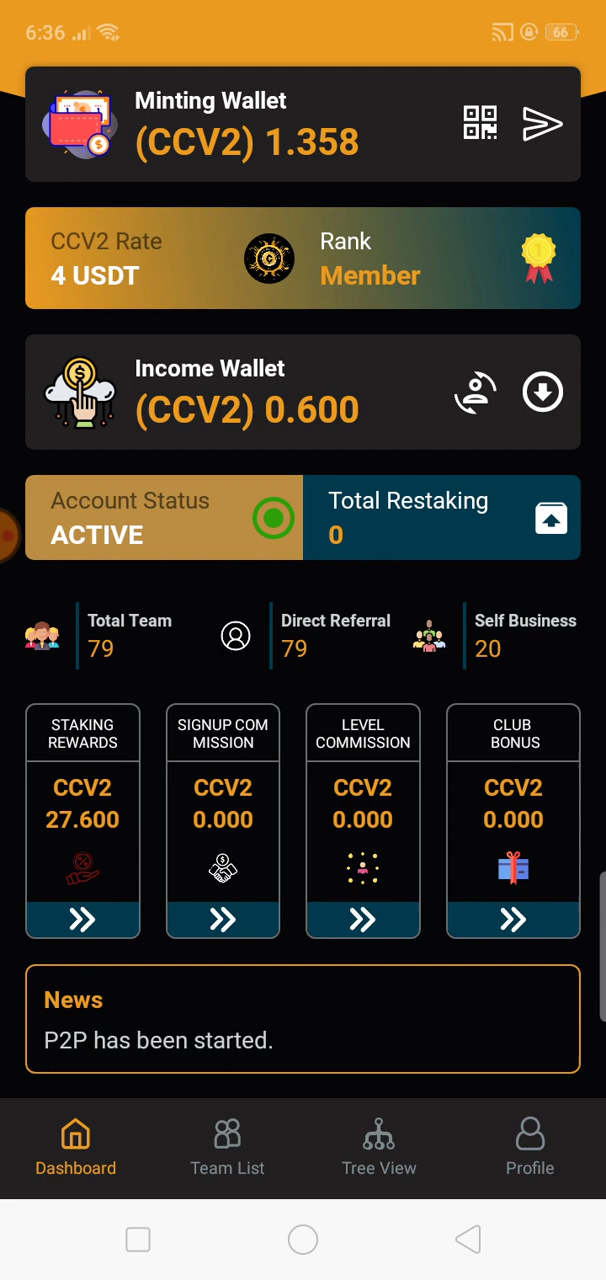 6:36
66
Minting Wallet
(CCV2) 1.358
CCV2 Rate
4 USDT
Rank
Member
Income Wallet
(CCV2) 0.600
Account Status
ACTIVE
Total Restaking
0
Total Team
79
Direct Referral
79
Self Business
20
STAKING
REWARDS
CCV2
27.600
SIGNUP COM
MISSION
CCV2
0.000
LEVEL
COMMISSION
CCV2
0.000
CLUB
BONUS
CCV2
0.000
News
P2P has been started.
Dashboard
Team List
Tree View
Profile